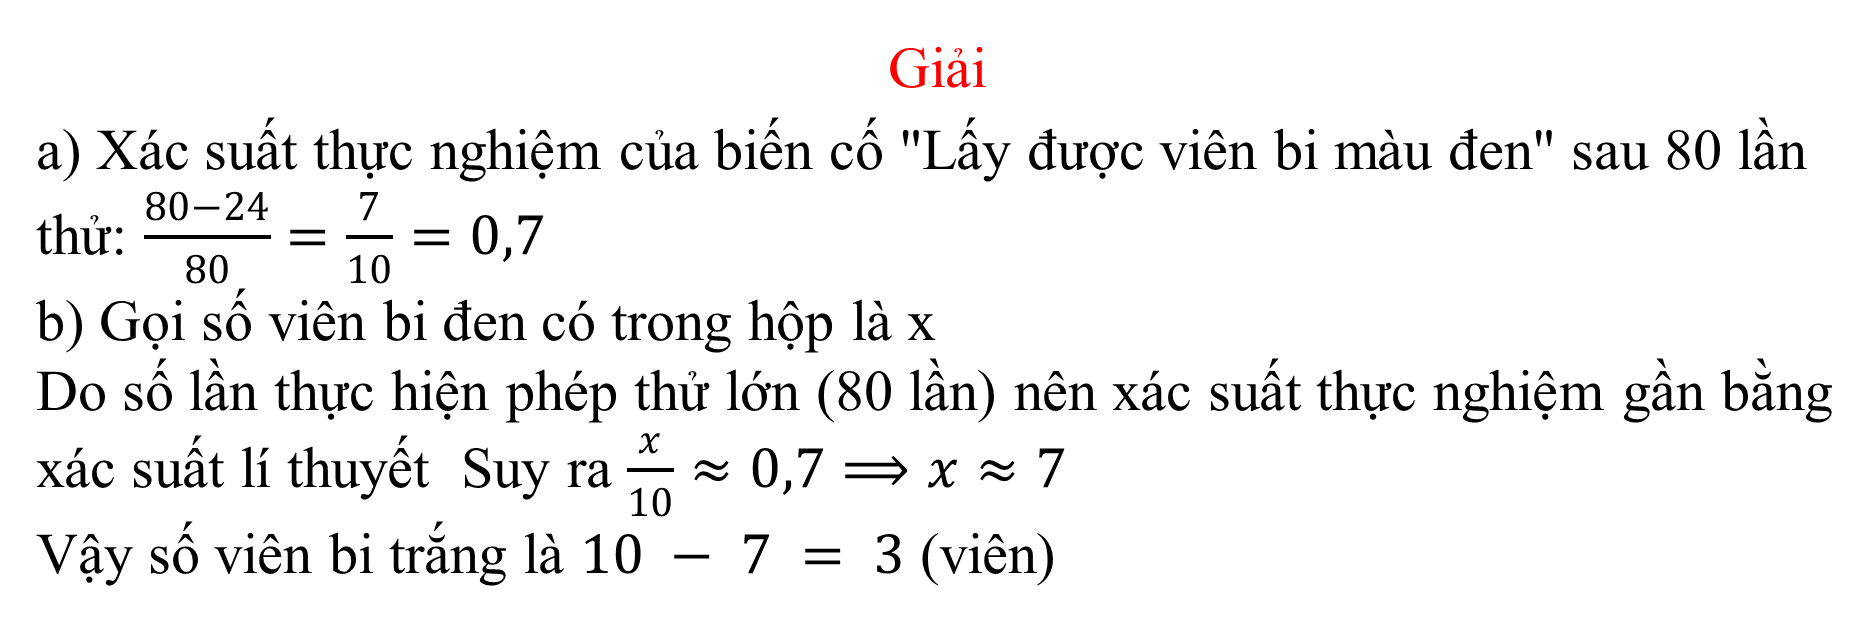 Giải
a) Xác suất thực nghiệm của biến cố "Lấy được viên bi màu đen" sau 80 lần
thử: \frac{80-24}{80} = \frac{7}{10} = 0,7
b) Gọi số viên bi đen có trong hộp là x
Do số lần thực hiện phép thử lớn (80 lần) nên xác suất thực nghiệm gần bằng
xác suất lí thuyết  Suy ra \frac{x}{10} ≈ 0,7 ⟹ x ≈ 7
Vậy số viên bi trắng là 10 − 7 = 3 (viên)